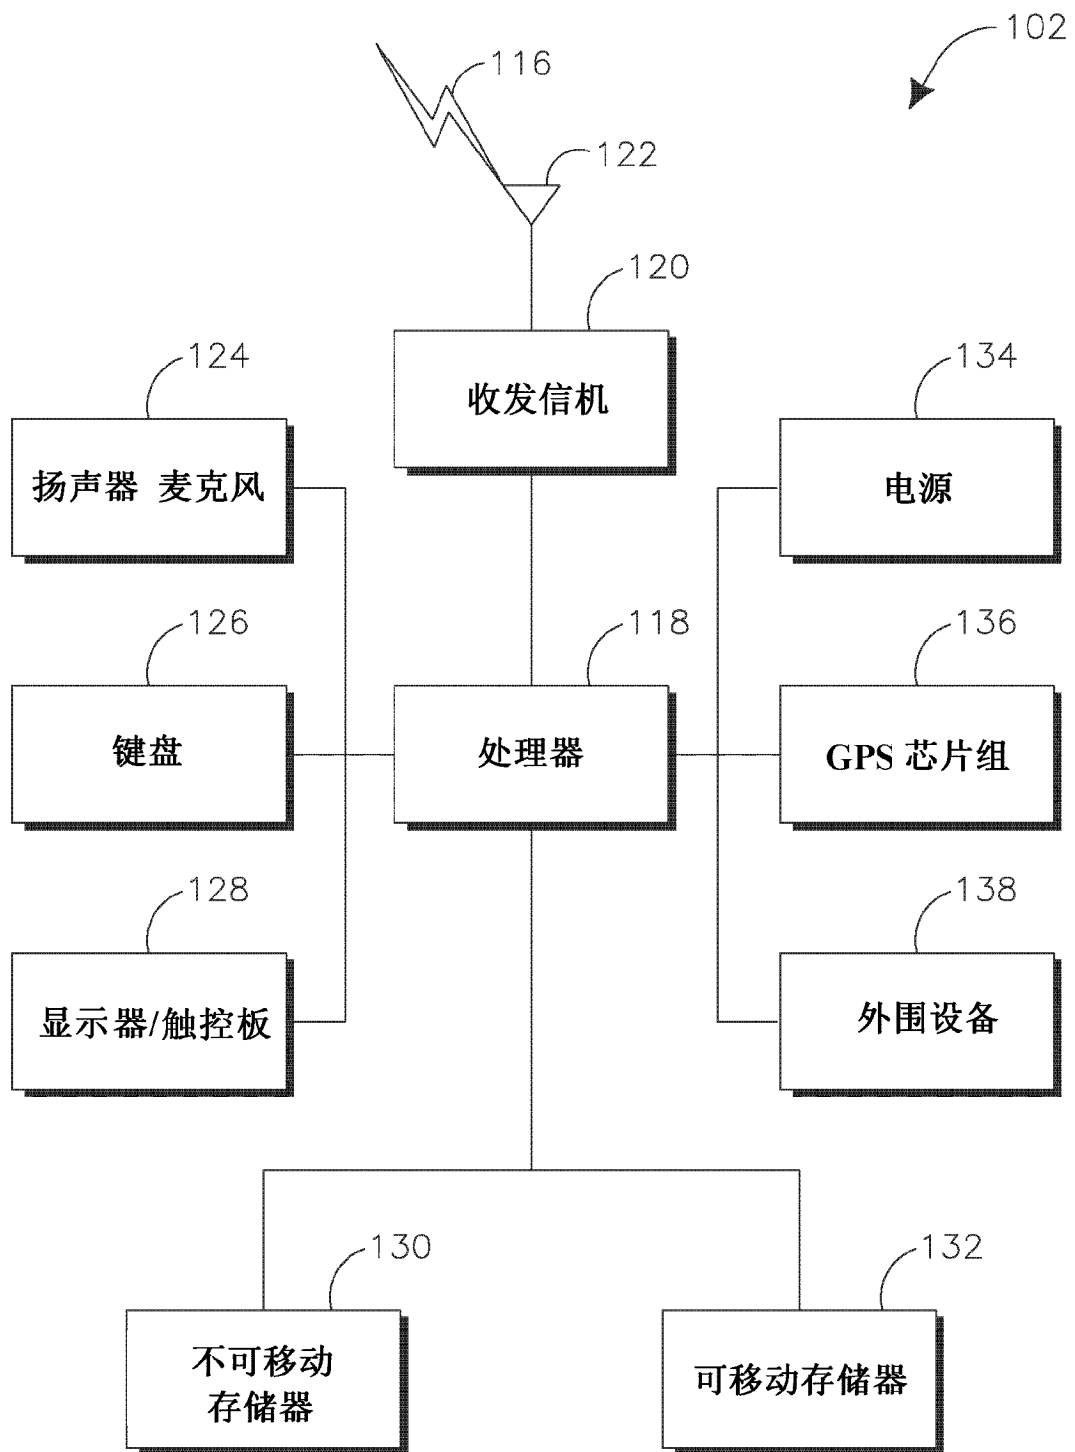 102
116
122
120
收发信机
124
扬声器 麦克风
134
电源
126
键盘
118
处理器
136
GPS 芯片组
128
显示器/触控板
138
外围设备
130
不可移动
存储器
132
可移动存储器